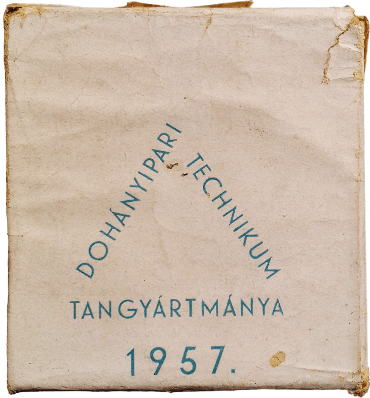 DOHÁNYIPARI
TECHNIKUM
TANGYÁRTMÁNYA
1957.